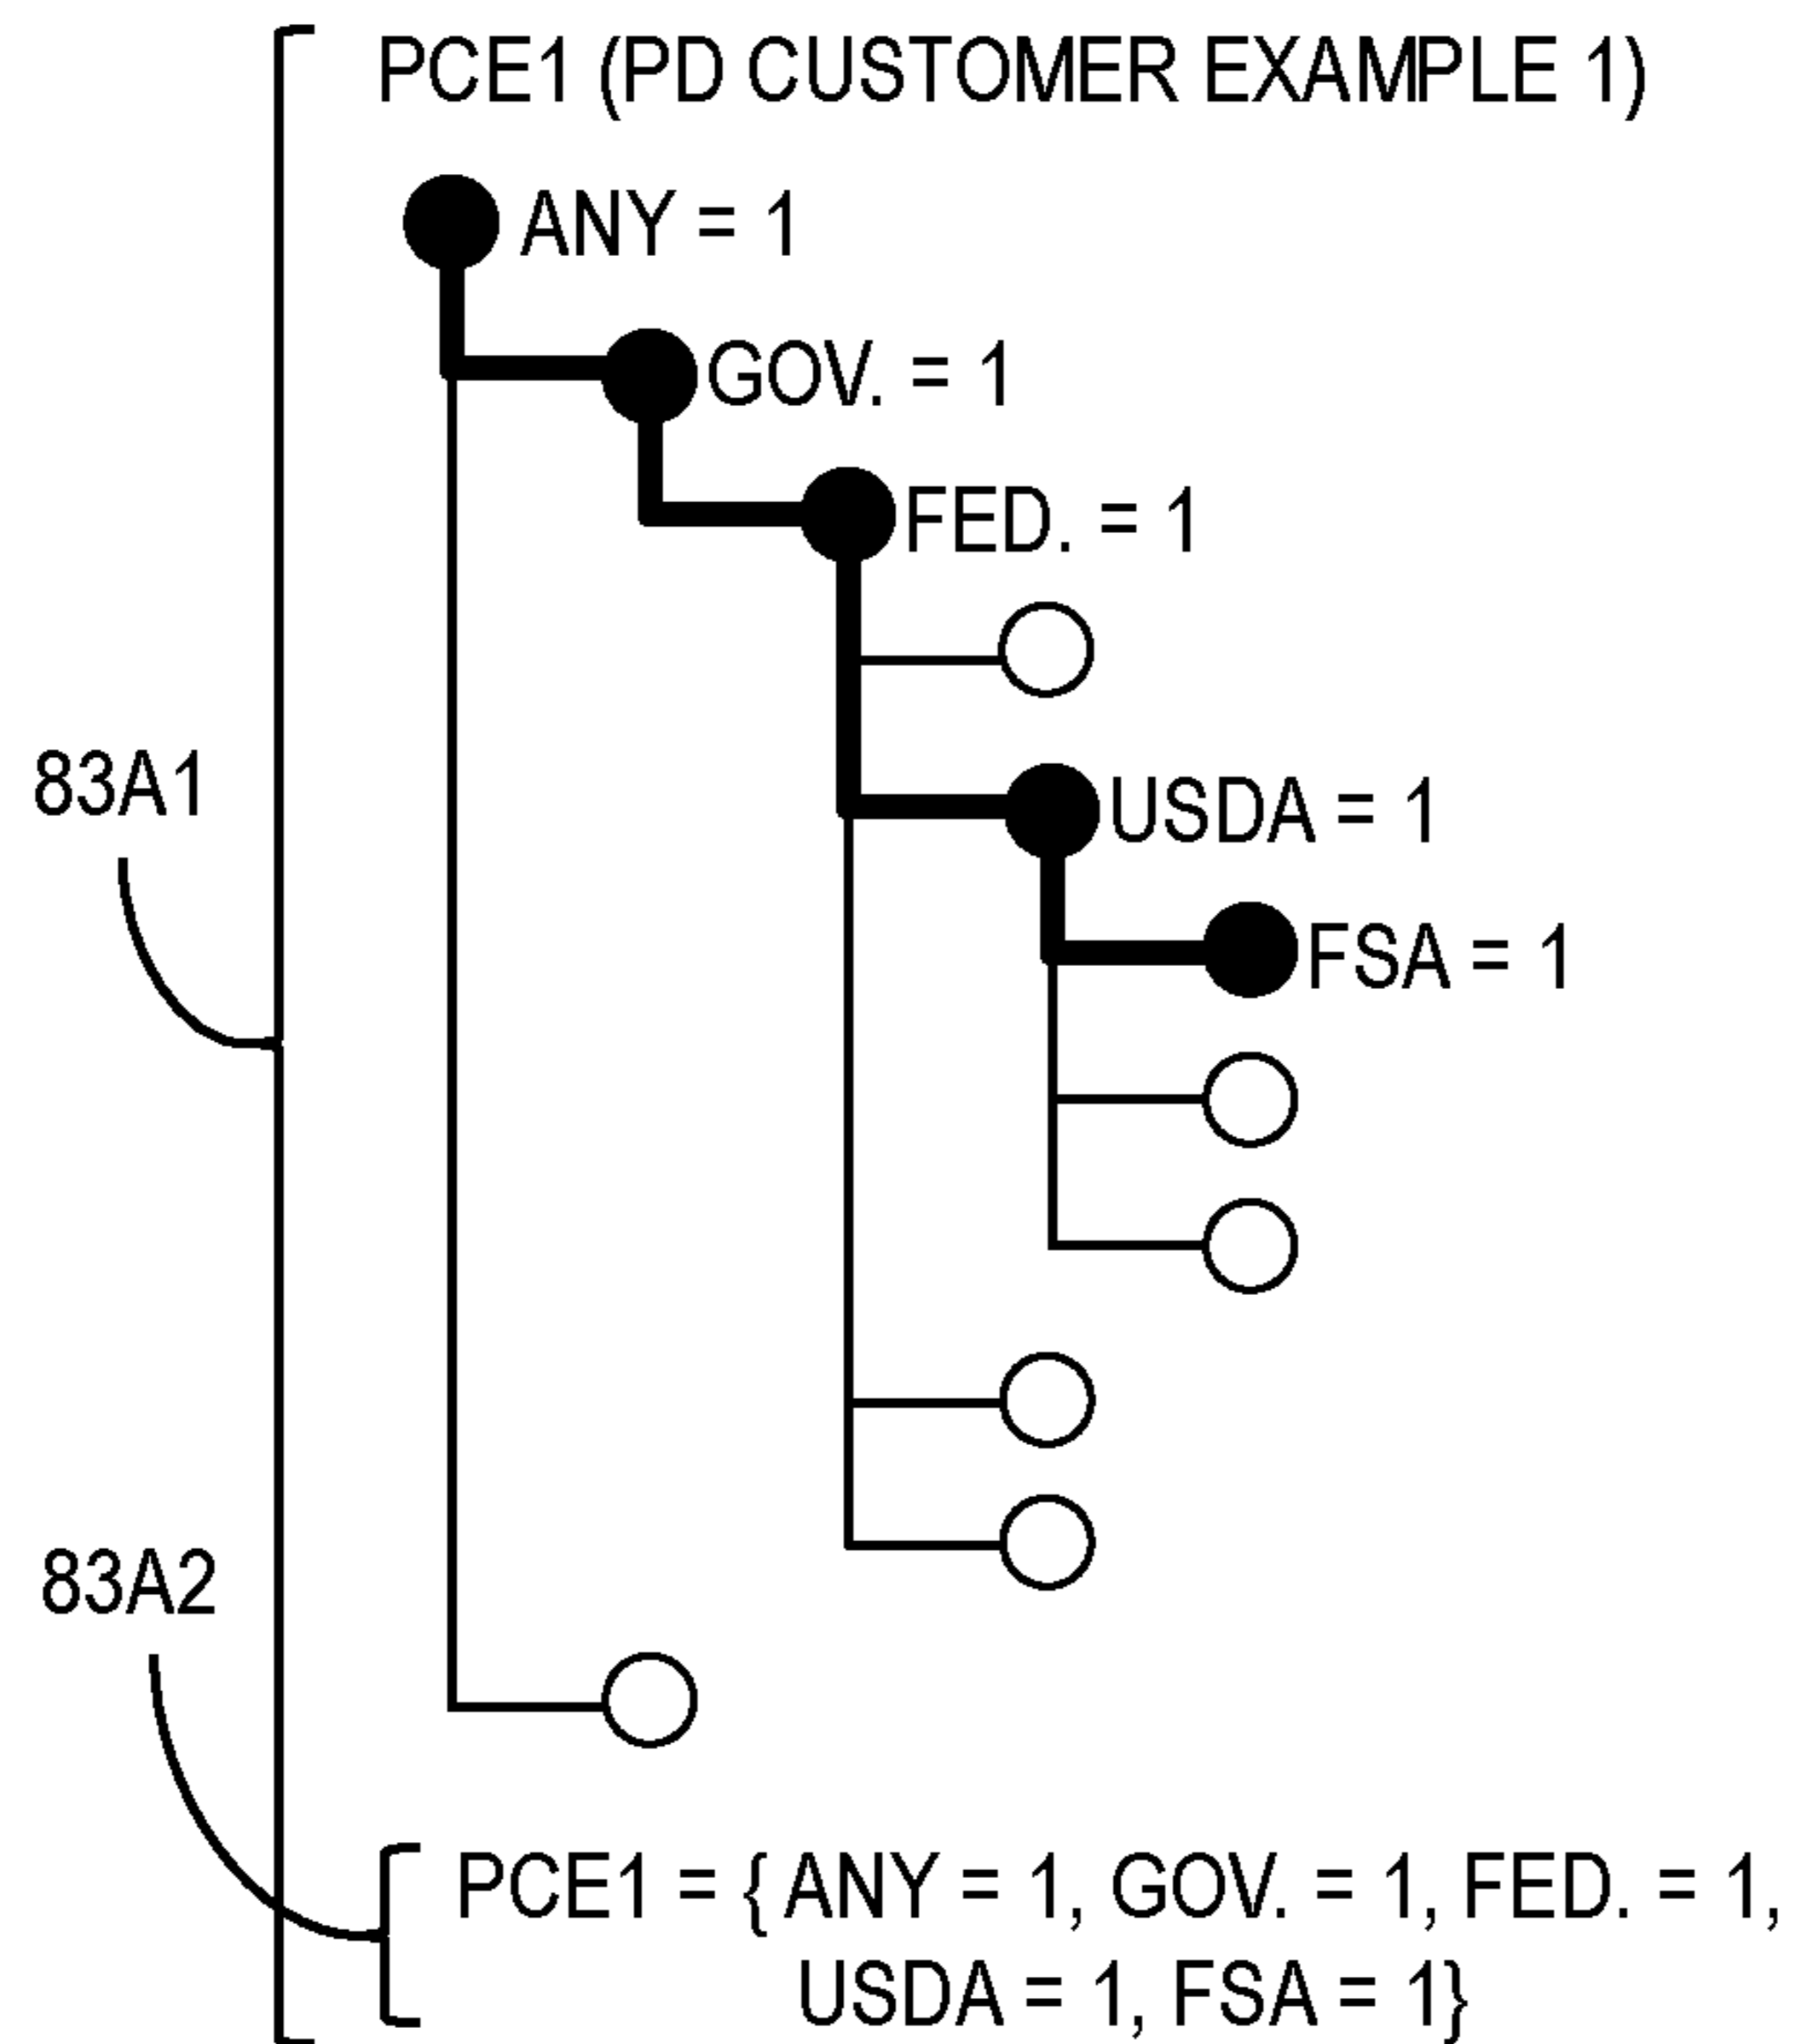 PCE1 (PD CUSTOMER EXAMPLE 1)
ANY = 1
GOV. = 1
FED. = 1
83A1
USDA = 1
FSA = 1
83A2
PCE1 = { ANY = 1, GOV. = 1, FED. = 1,
USDA = 1, FSA = 1}